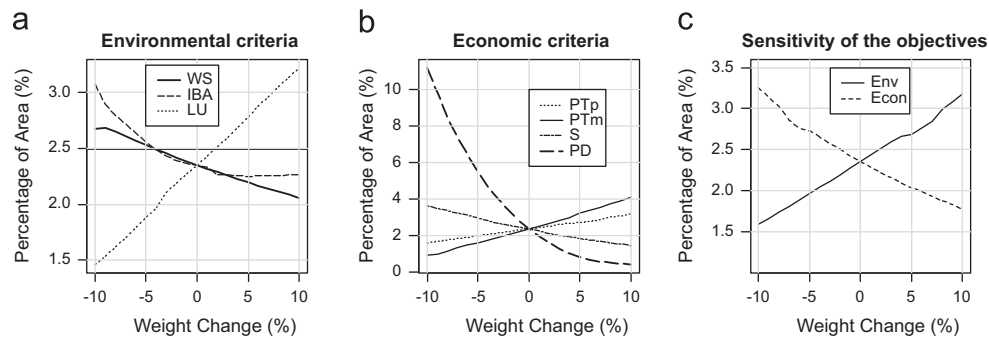 a
Environmental criteria
Percentage of Area (%)
3.0
2.5
2.0
1.5
WS
IBA
LU
-10 -5 0 5 10
Weight Change (%)
b
Economic criteria
Percentage of Area (%)
10
8
6
4
2
0
PTp
PTm
S
PD
-10 -5 0 5 10
Weight Change (%)
c
Sensitivity of the objectives
Percentage of Area (%)
3.5
3.0
2.5
2.0
1.5
Env
Econ
-10 -5 0 5 10
Weight Change (%)